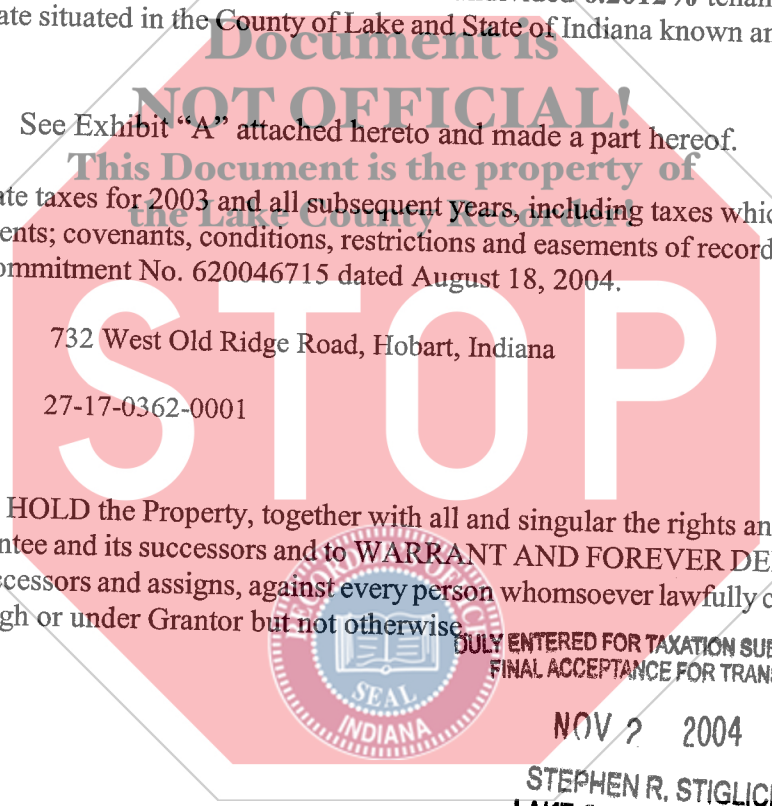 ate situated in the County of Lake and State of Indiana known an
Document is
NOT OFFICIAL!
See Exhibit “A” attached hereto and made a part hereof.
This Document is the property of
the Lake County Recorder!
ate taxes for 2003 and all subsequent years, including taxes whic
ents; covenants, conditions, restrictions and easements of record
ommitment No. 620046715 dated August 18, 2004.
STOP
732 West Old Ridge Road, Hobart, Indiana
27-17-0362-0001
HOLD the Property, together with all and singular the rights an
ntee and its successors and to WARRANT AND FOREVER DE
ccessors and assigns, against every person whomsoever lawfully c
gh or under Grantor but not otherwise
SEAL
INDIANA
DULY ENTERED FOR TAXATION SUB
FINAL ACCEPTANCE FOR TRAN
NOV 2 2004
STEPHEN R. STIGLIC